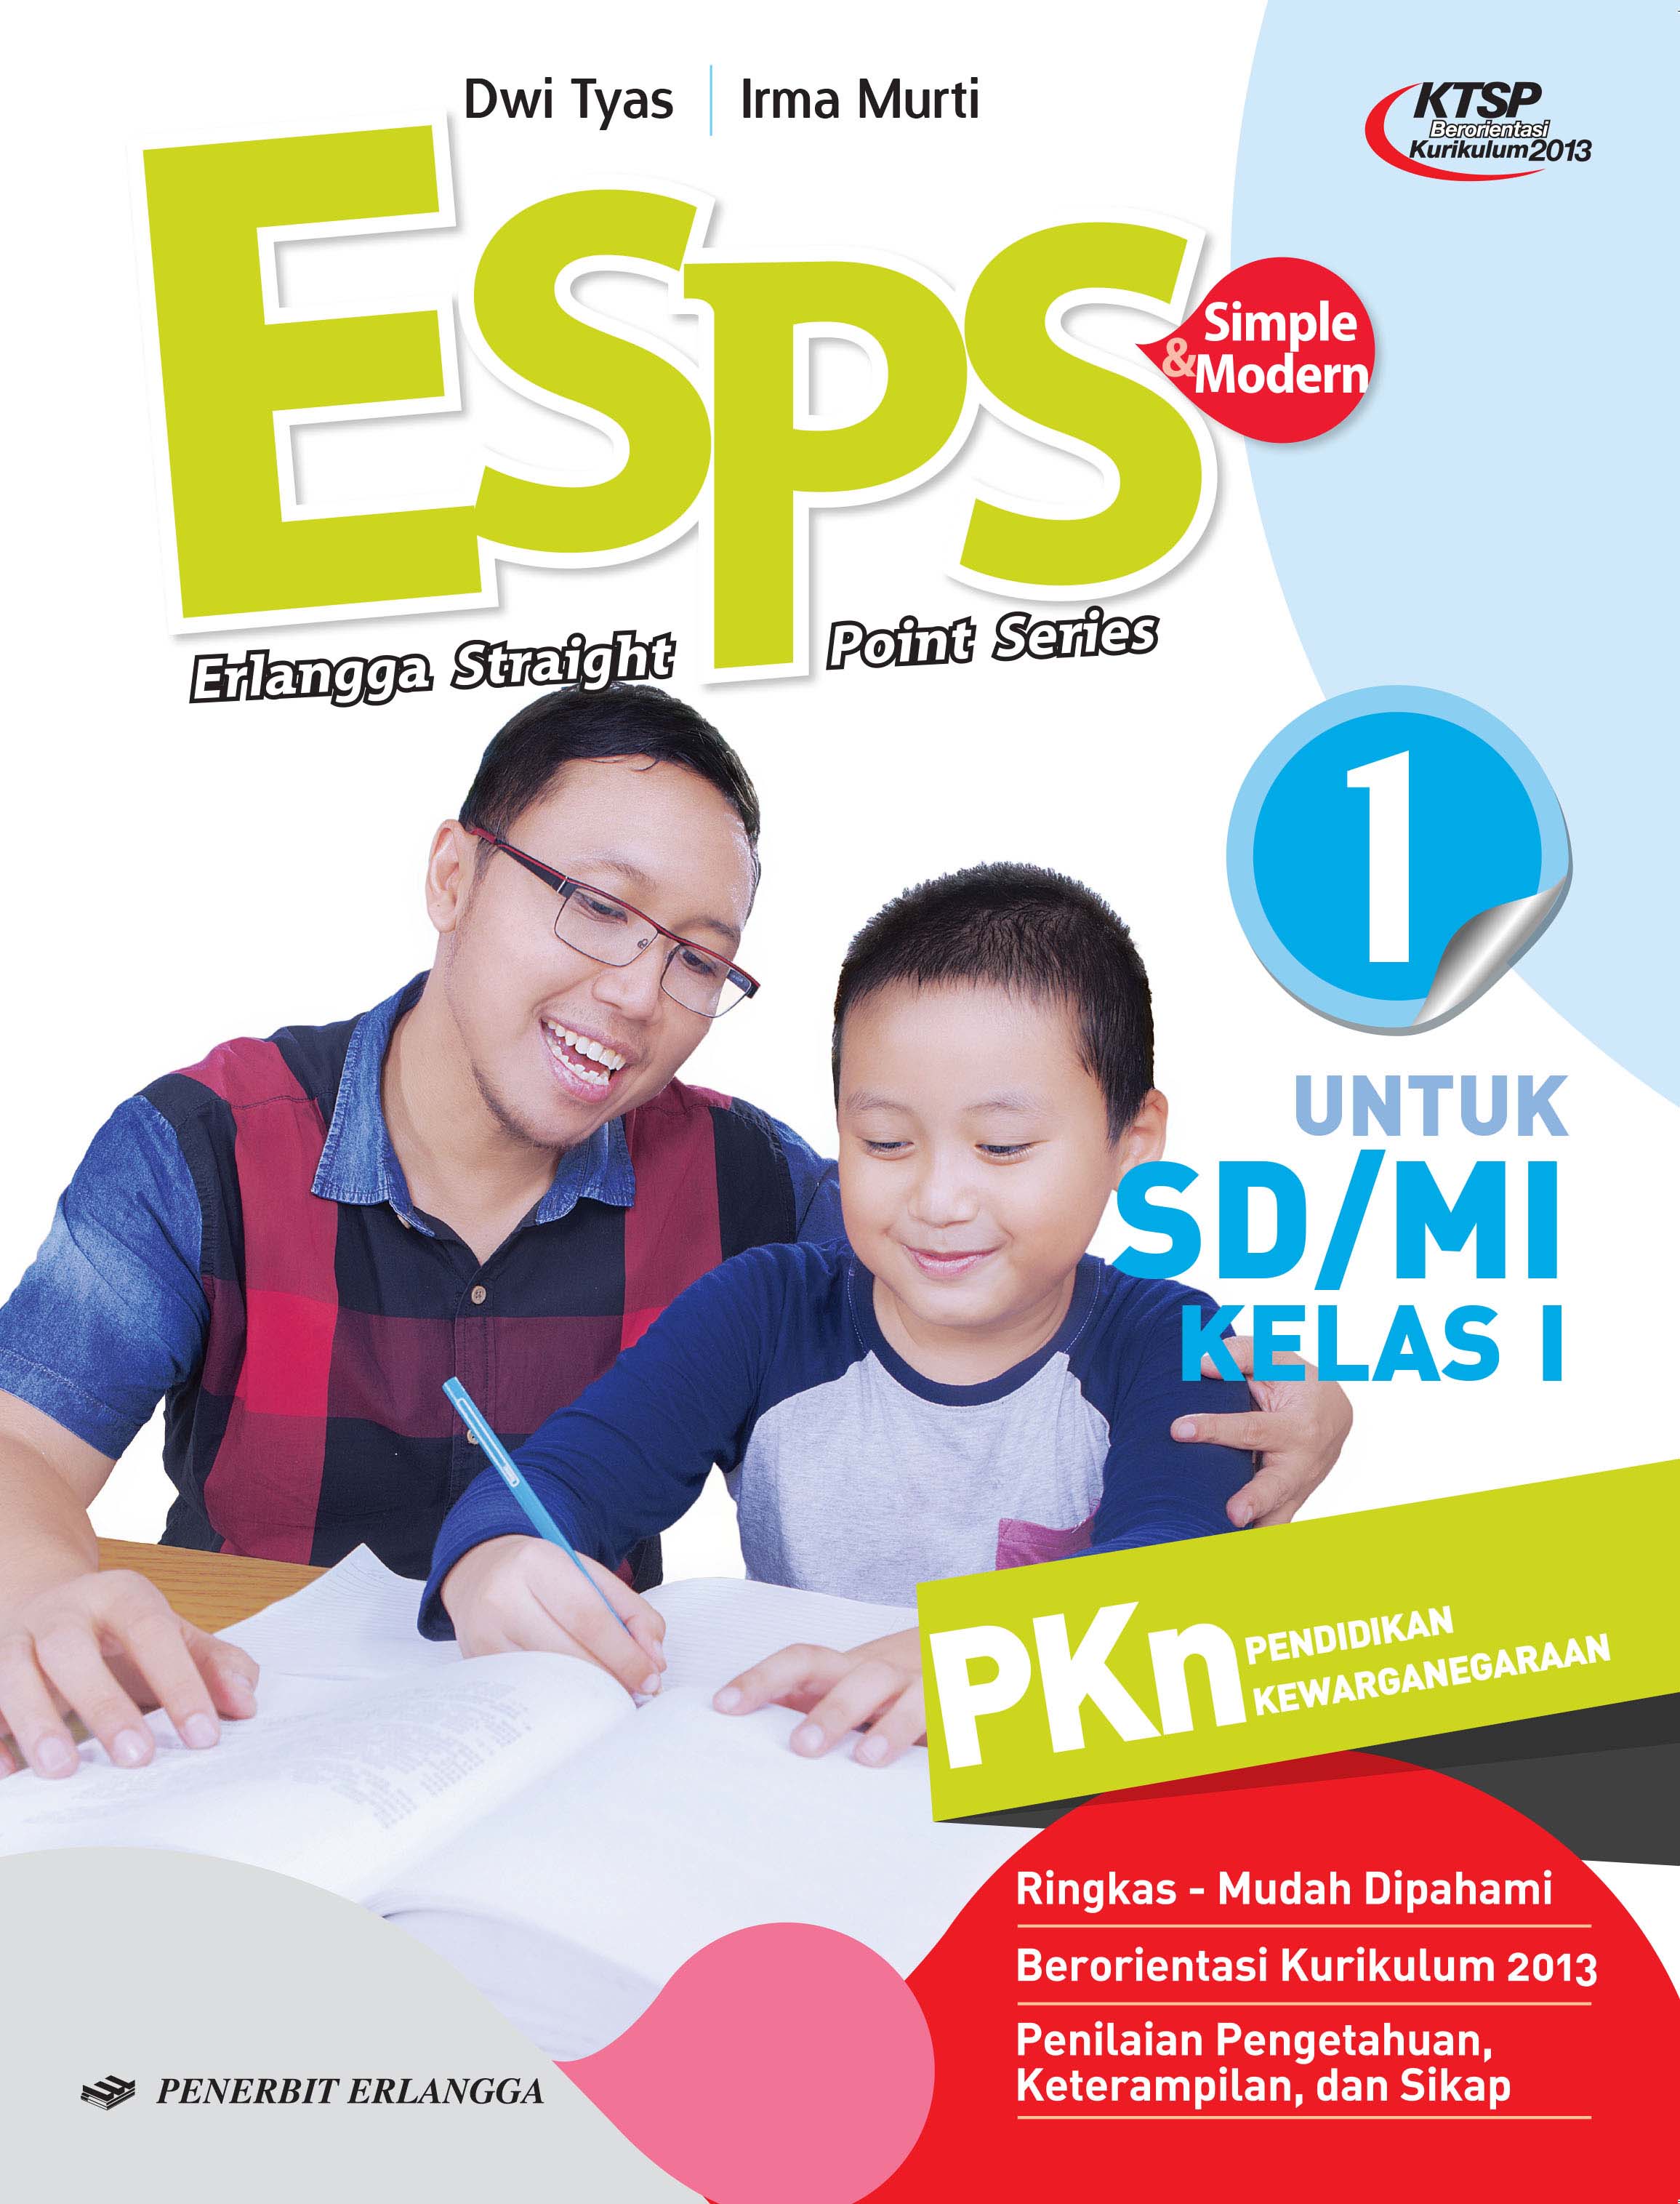 Dwi Tyas | Irma Murti
KTSP
Berorientasi
Kurikulum2013
ESPS
Simple
&Modern
Erlangga Straight Point Series
1
UNTUK
SD/MI
KELAS I
PKn
PENDIDIKAN
KEWARGANEGARAAN
Ringkas - Mudah Dipahami
Berorientasi Kurikulum 2013
Penilaian Pengetahuan,
Keterampilan, dan Sikap
PENERBIT ERLANGGA